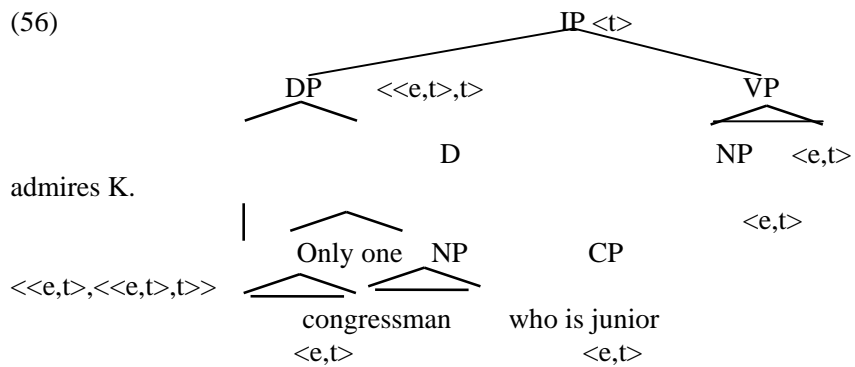 (56) IP <t>
DP <<e,t>,t> VP
D NP <e,t>
admires K.
<e,t>
Only one NP CP
<<e,t>,<<e,t>,t>>
congressman who is junior
<e,t> <e,t>